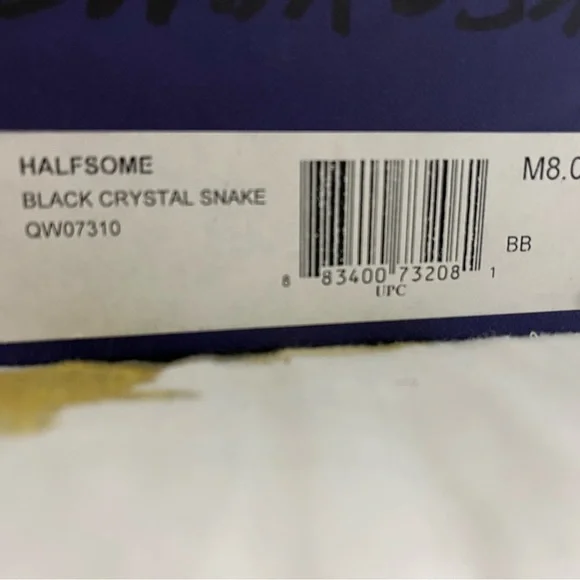 HALFSOME
BLACK CRYSTAL SNAKE
QW07310
8 83400 73208 1
UPC
M8.0
BB